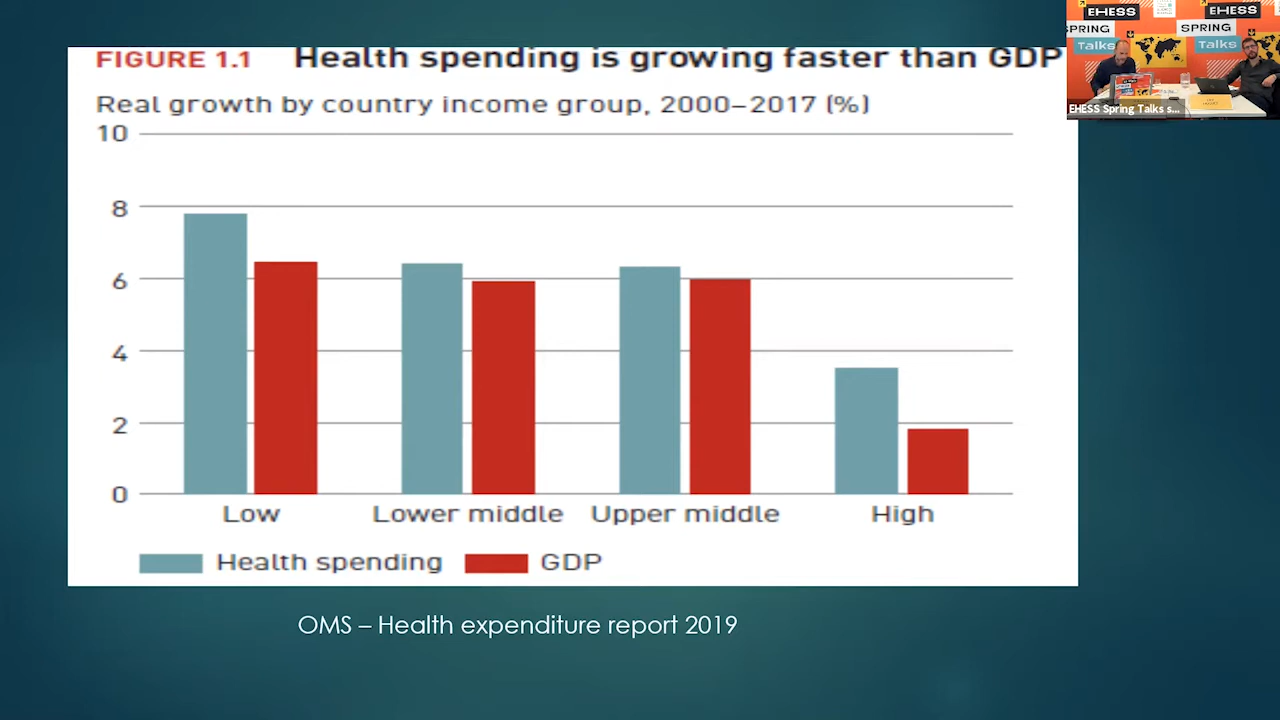 FIGURE 1.1 Health spending is growing faster than GDP
Real growth by country income group, 2000–2017 (%)
10
8
6
4
2
0
Low Lower middle Upper middle High
Health spending GDP
OMS – Health expenditure report 2019
EHESS
EHESS
SPRING
SPRING
Talks
Talks
EHESS Spring Talks s...